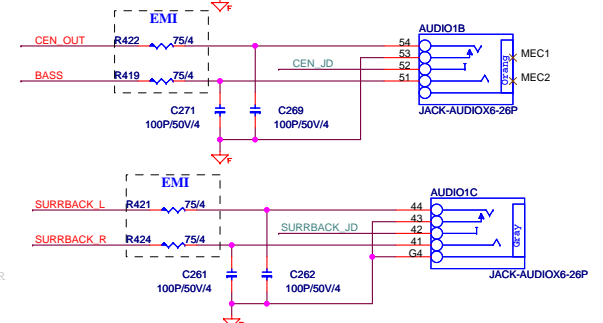 F
EMI
AUDIO1B
CEN_OUT R422 75/4 54
53 MEC1
CEN_JD 52 Orang
BASS R419 75/4 51 MEC2
C271 C269 JACK-AUDIOX6-26P
100P/50V/4 100P/50V/4
F
EMI
AUDIO1C
SURRBACK_L R421 75/4 44
43
SURRBACK_JD 42 Gray
SURRBACK_R R424 75/4 41
G4
C261 C262 JACK-AUDIOX6-26P
R
100P/50V/4 100P/50V/4
F